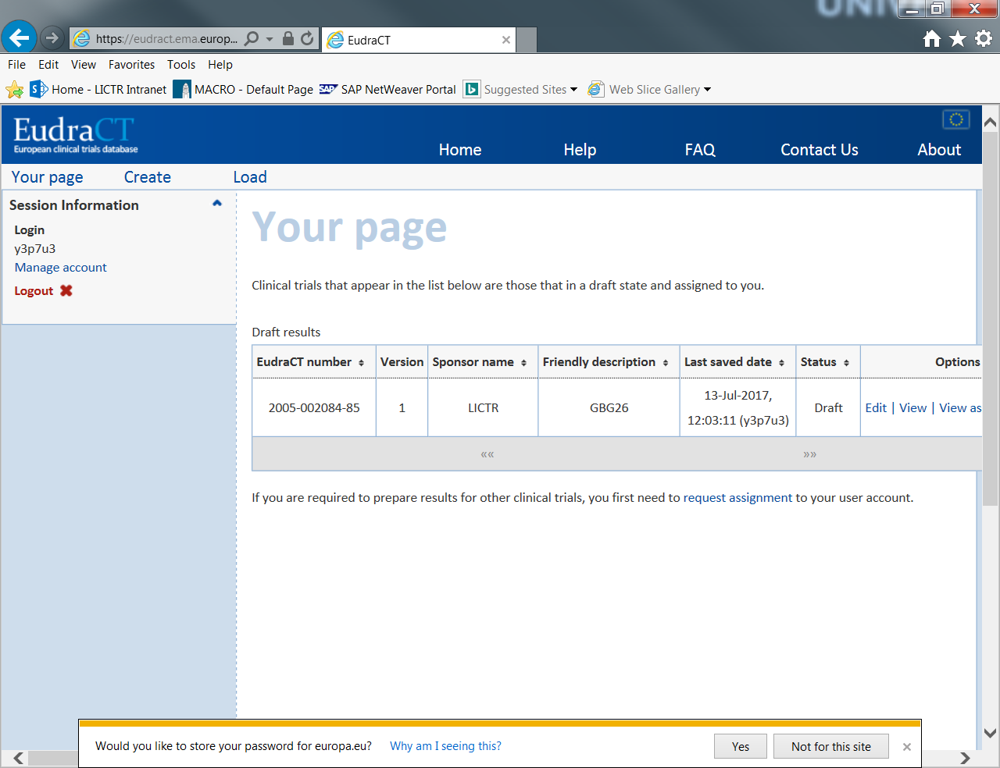 UNIV
https://eudract.ema.europ...
EudraCT
File Edit View Favorites Tools Help
Home - LICTR Intranet MACRO - Default Page SAP SAP NetWeaver Portal Suggested Sites Web Slice Gallery
EudraCT
European clinical trials database
Home Help FAQ Contact Us About
Your page Create Load
Session Information
Login
y3p7u3
Manage account
Logout
Your page
Clinical trials that appear in the list below are those that in a draft state and assigned to you.
Draft results
EudraCT number Version Sponsor name Friendly description Last saved date Status Options
2005-002084-85 1 LICTR GBG26 13-Jul-2017, 12:03:11 (y3p7u3) Draft Edit | View | View as
«« »»
If you are required to prepare results for other clinical trials, you first need to request assignment to your user account.
Would you like to store your password for europa.eu? Why am I seeing this? Yes Not for this site